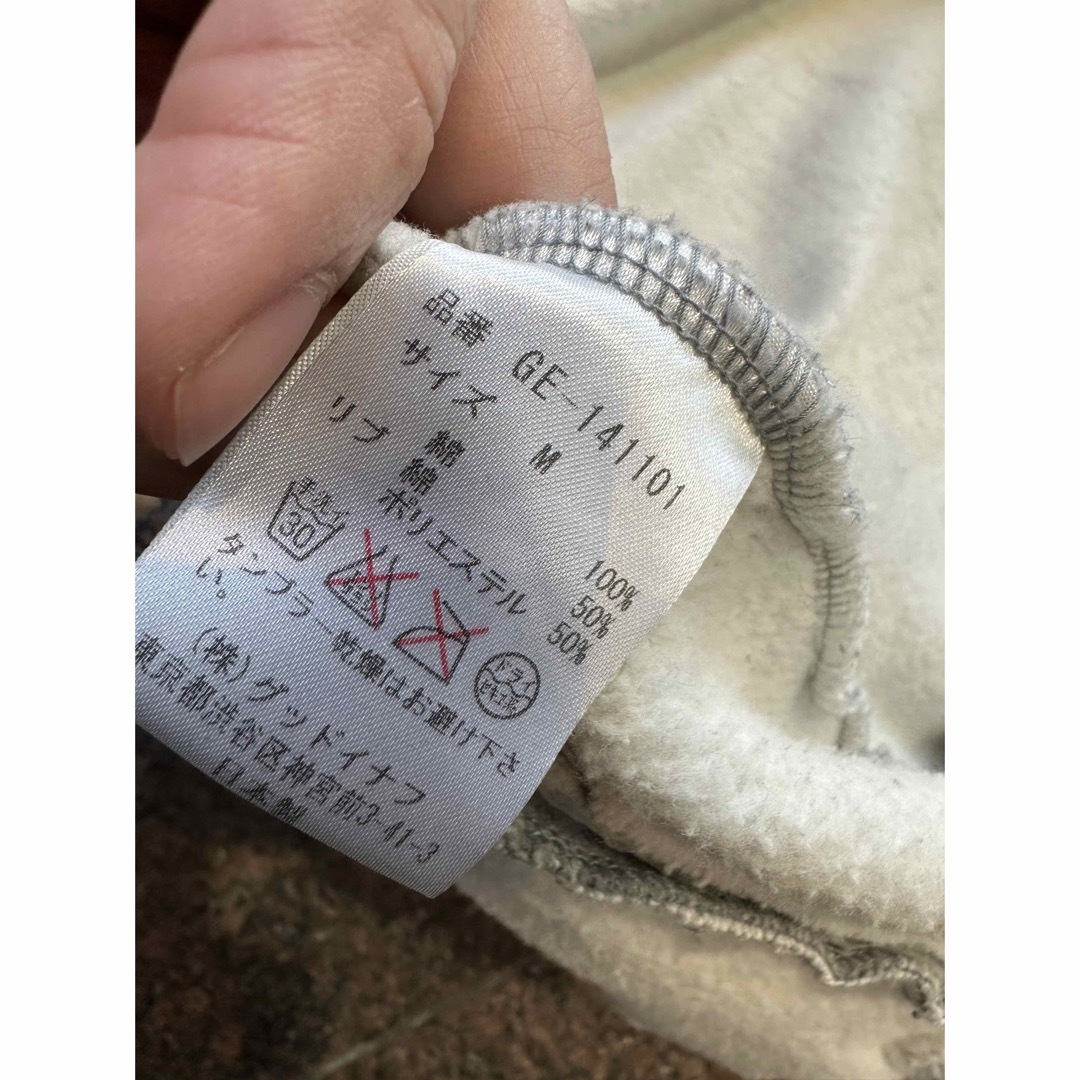 品番 GE-141101
サイズ M
綿 100%
リブ 綿 50%
ポリエステル 50%
30
ドライ
タンブラー乾燥はお避け下さ
い。
(株)グッドイナフ
東京都渋谷区神宮前3-41-3
日本製